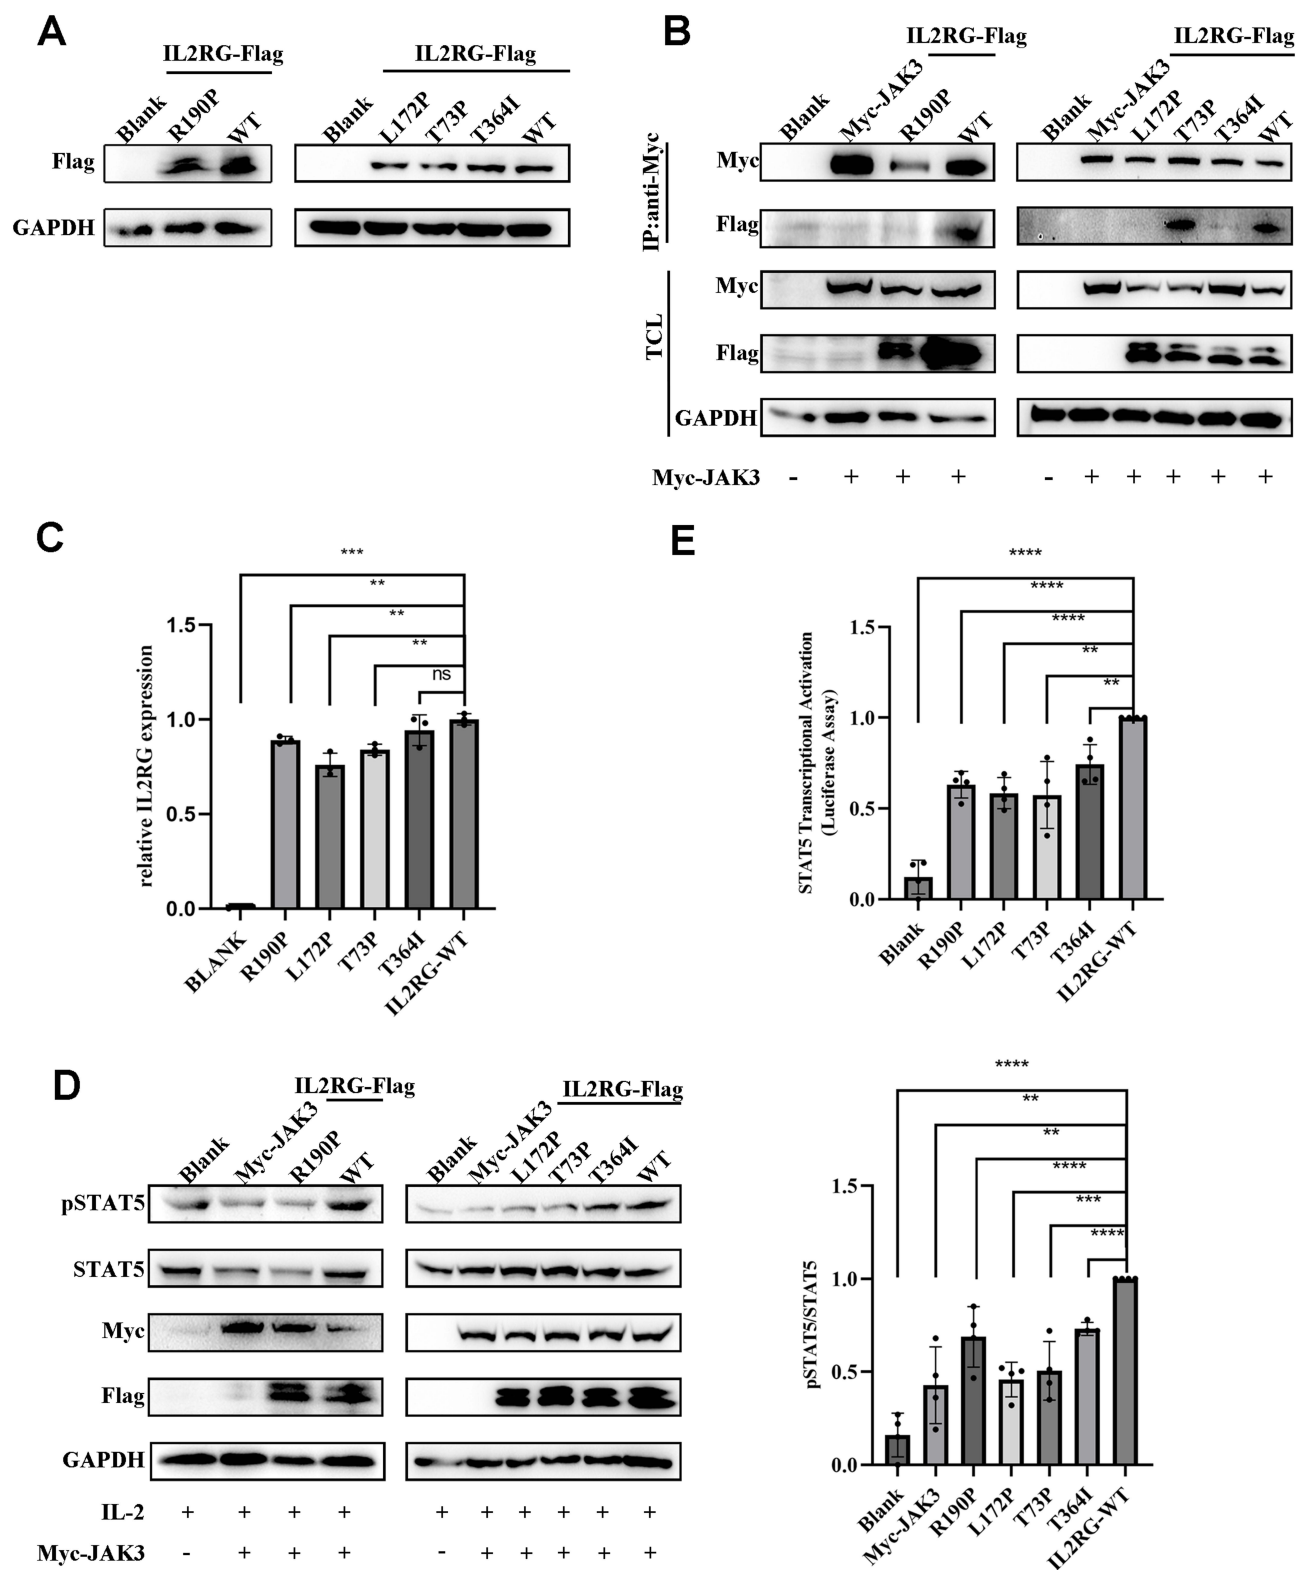 A
IL2RG-Flag
IL2RG-Flag
Blank
R190P
WT
Blank
L172P
T73P
T364I
WT
Flag
GAPDH
B
IL2RG-Flag
IL2RG-Flag
Blank
Myc-JAK3
R190P
WT
Blank
Myc-JAK3
L172P
T73P
T364I
WT
IP:anti-Myc
Myc
Flag
TCL
Myc
Flag
GAPDH
Myc-JAK3 - + + + - + + + + +
C
***
**
**
**
ns
relative IL2RG expression
1.5
1.0
0.5
0.0
BLANK
R190P
L172P
T73P
T364I
IL2RG-WT
E
****
****
****
**
**
STAT5 Transcriptional Activation
(Luciferase Assay)
1.5
1.0
0.5
0.0
Blank
R190P
L172P
T73P
T364I
IL2RG-WT
D
IL2RG-Flag
IL2RG-Flag
Blank
Myc-JAK3
R190P
WT
Blank
Myc-JAK3
L172P
T73P
T364I
WT
pSTAT5
STAT5
Myc
Flag
GAPDH
IL-2 + + + + + + + + + +
Myc-JAK3 - + + + - + + + + +
****
**
**
****
***
****
pSTAT5/STAT5
1.5
1.0
0.5
0.0
Blank
Myc-JAK3
R190P
L172P
T73P
T364I
IL2RG-WT